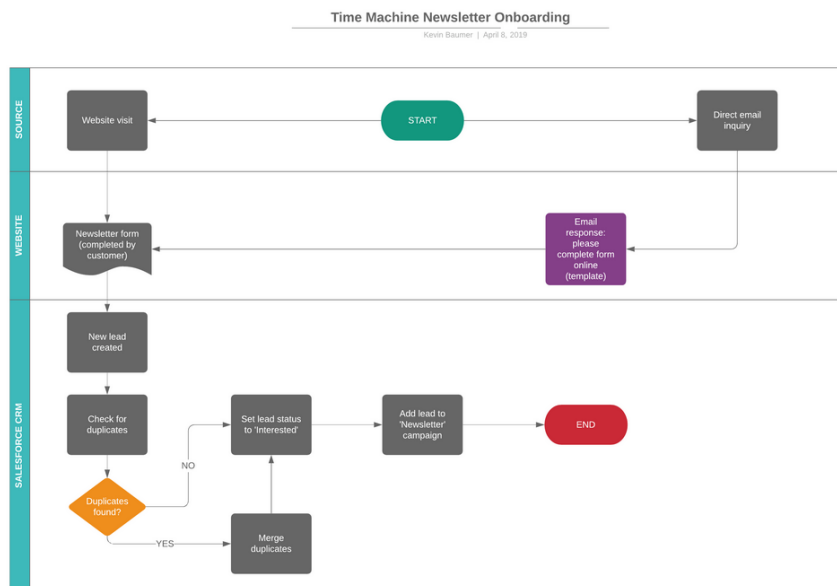 Time Machine Newsletter Onboarding
Kevin Baumer | April 8, 2019
SOURCE
Website visit
START
Direct email
inquiry
WEBSITE
Newsletter form
(completed by
customer)
Email
response:
please
complete form
online
(template)
SALESFORCE CRM
New lead
created
Check for
duplicates
Set lead status
to 'Interested'
Add lead to
'Newsletter'
campaign
END
NO
Duplicates
found?
YES
Merge
duplicates